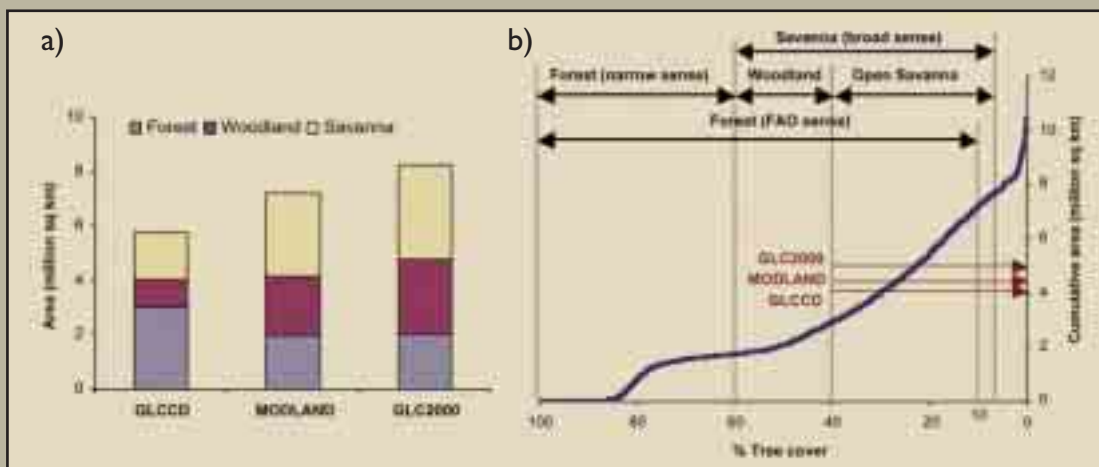 a)
10
8
6
4
2
0
Area (million sq km)
Forest Woodland Savanna
GLCCD MODLAND GLC2000
b)
Savanna (broad sense)
Forest (narrow sense) Woodland Open Savanna
Forest (FAO sense)
GLC2000
MODLAND
GLCCD
12
10
8
6
4
2
0
Cumulative area (million sq km)
100 80 60 40 20 10 0
% Tree cover